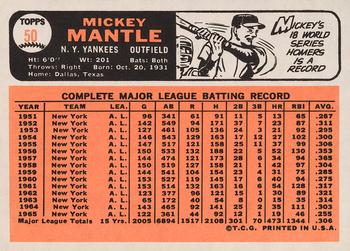 TOPPS
50
MICKEY
MANTLE
N. Y. YANKEES OUTFIELD
Ht: 6'0" Wt: 201 Bats: Both
Throws: Right Born: Oct. 20, 1931
Home: Dallas, Texas
MICKEY'S
18 WORLD
SERIES
HOMERS IS
A RECORD
COMPLETE MAJOR LEAGUE BATTING RECORD
YEAR TEAM LEA. G AB R H 2B 3B HR RBI AVG.
1951 New York A. L. 96 341 61 91 11 5 13 65 .267
1952 New York A. L. 142 549 94 171 37 7 23 87 .311
1953 New York A. L. 127 461 105 136 24 3 21 92 .295
1954 New York A. L. 146 543 129 163 17 12 27 102 .300
1955 New York A. L. 147 517 121 158 25 11 37 99 .306
1956 New York A. L. 150 533 132 188 22 5 52 130 .353
1957 New York A. L. 144 474 121 173 28 6 34 94 .365
1958 New York A. L. 150 519 127 158 21 1 42 97 .304
1959 New York A. L. 144 541 104 154 23 4 31 75 .285
1960 New York A. L. 153 527 119 145 17 6 40 94 .275
1961 New York A. L. 153 514 132 163 16 6 54 128 .317
1962 New York A. L. 123 377 96 121 15 1 30 89 .321
1963 New York A. L. 65 172 40 54 8 0 15 35 .314
1964 New York A. L. 143 465 92 141 25 2 35 111 .303
1965 New York A. L. 122 361 44 92 12 1 19 46 .255
Major League Totals 15 Yrs. 2005 6894 1517 2108 301 70 473 1344 .306
©T.C.G. PRINTED IN U.S.A.